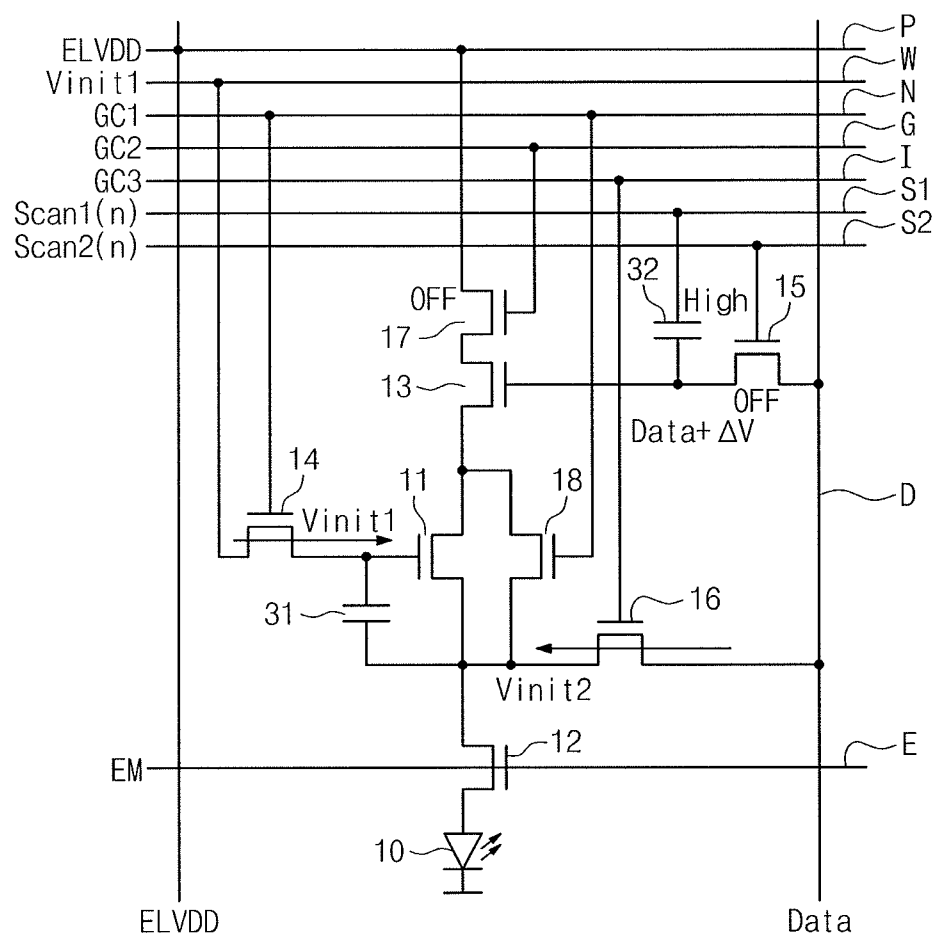 P
ELVDD
W
Vinit1
N
GC1
G
GC2
I
GC3
S1
Scan1(n)
S2
Scan2(n)
32
15
OFF
High
17
13
OFF
Data+ ΔV
14
11
18
Vinit1
D
31
16
Vinit2
12
E
EM
10
ELVDD
Data